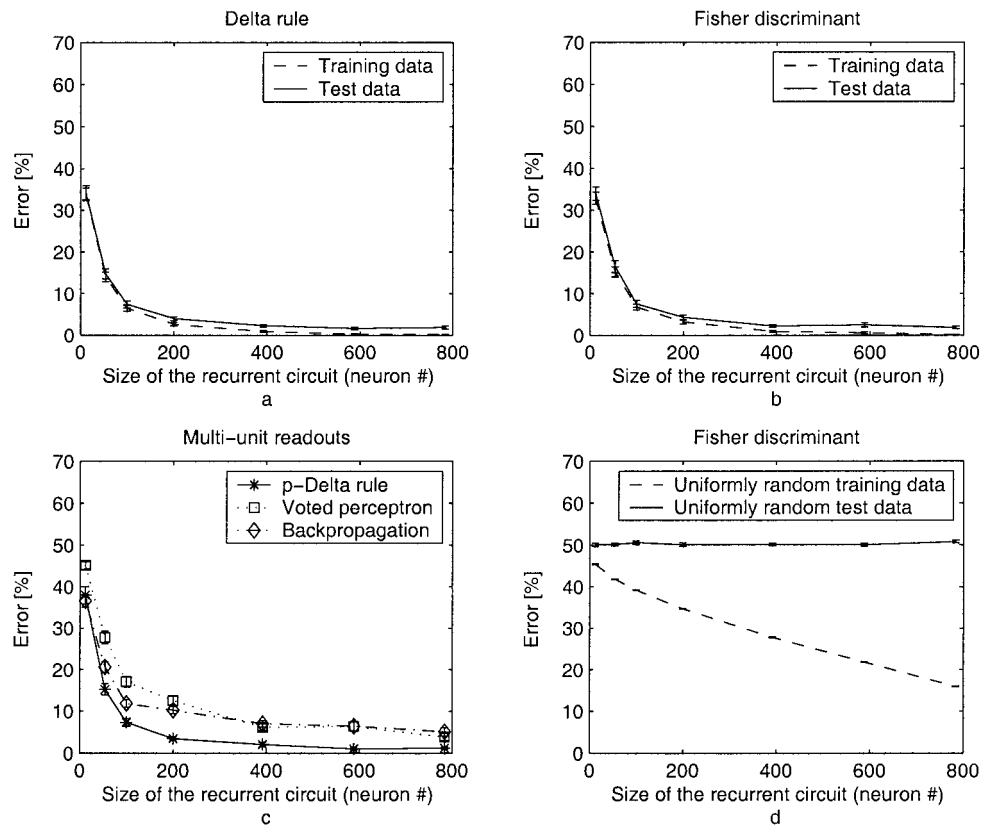 Delta rule
70
60
50
40
30
20
10
0
Error [%]
Training data
Test data
0 200 400 600 800
Size of the recurrent circuit (neuron #)
a
Fisher discriminant
70
60
50
40
30
20
10
0
Error [%]
Training data
Test data
0 200 400 600 800
Size of the recurrent circuit (neuron #)
b
Multi−unit readouts
70
60
50
40
30
20
10
0
Error [%]
p−Delta rule
Voted perceptron
Backpropagation
0 200 400 600 800
Size of the recurrent circuit (neuron #)
c
Fisher discriminant
70
60
50
40
30
20
10
0
Error [%]
Uniformly random training data
Uniformly random test data
0 200 400 600 800
Size of the recurrent circuit (neuron #)
d